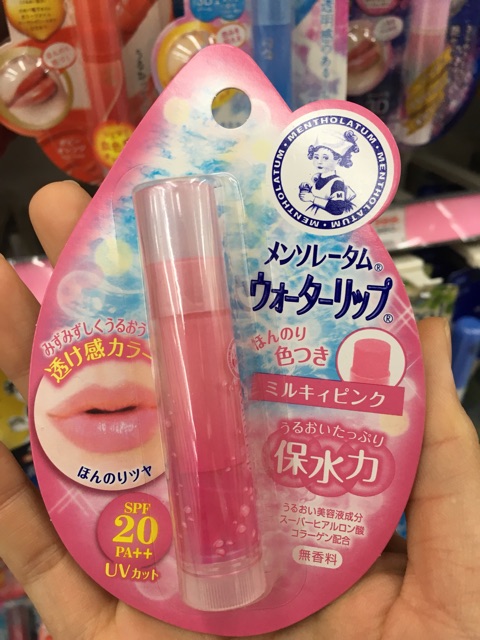 MENTHOLATUM・MENTHOLATUM・MENTHOLATUM
メンソレータム®
ウォーターリップ®
ほんのり
色つき
ミルキィピンク
みずみずしくうるおう
透け感カラー
ほんのりツヤ
うるおいたっぷり
保水力
うるおい美容液成分
スーパーヒアルロン酸
コラーゲン配合
無香料
SPF
20
PA++
UVカット